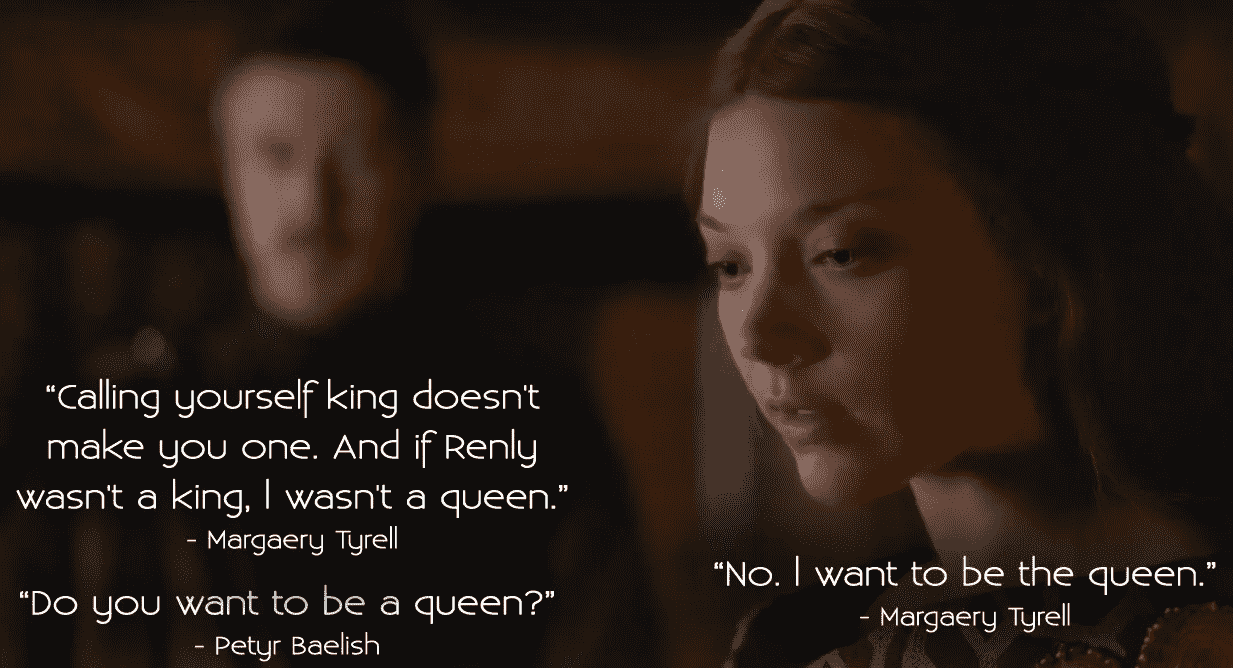 “Calling yourself king doesn't
make you one. And if Renly
wasn't a king, I wasn't a queen.”
- Margaery Tyrell
“Do you want to be a queen?”
- Petyr Baelish
“No. I want to be the queen.”
- Margaery Tyrell